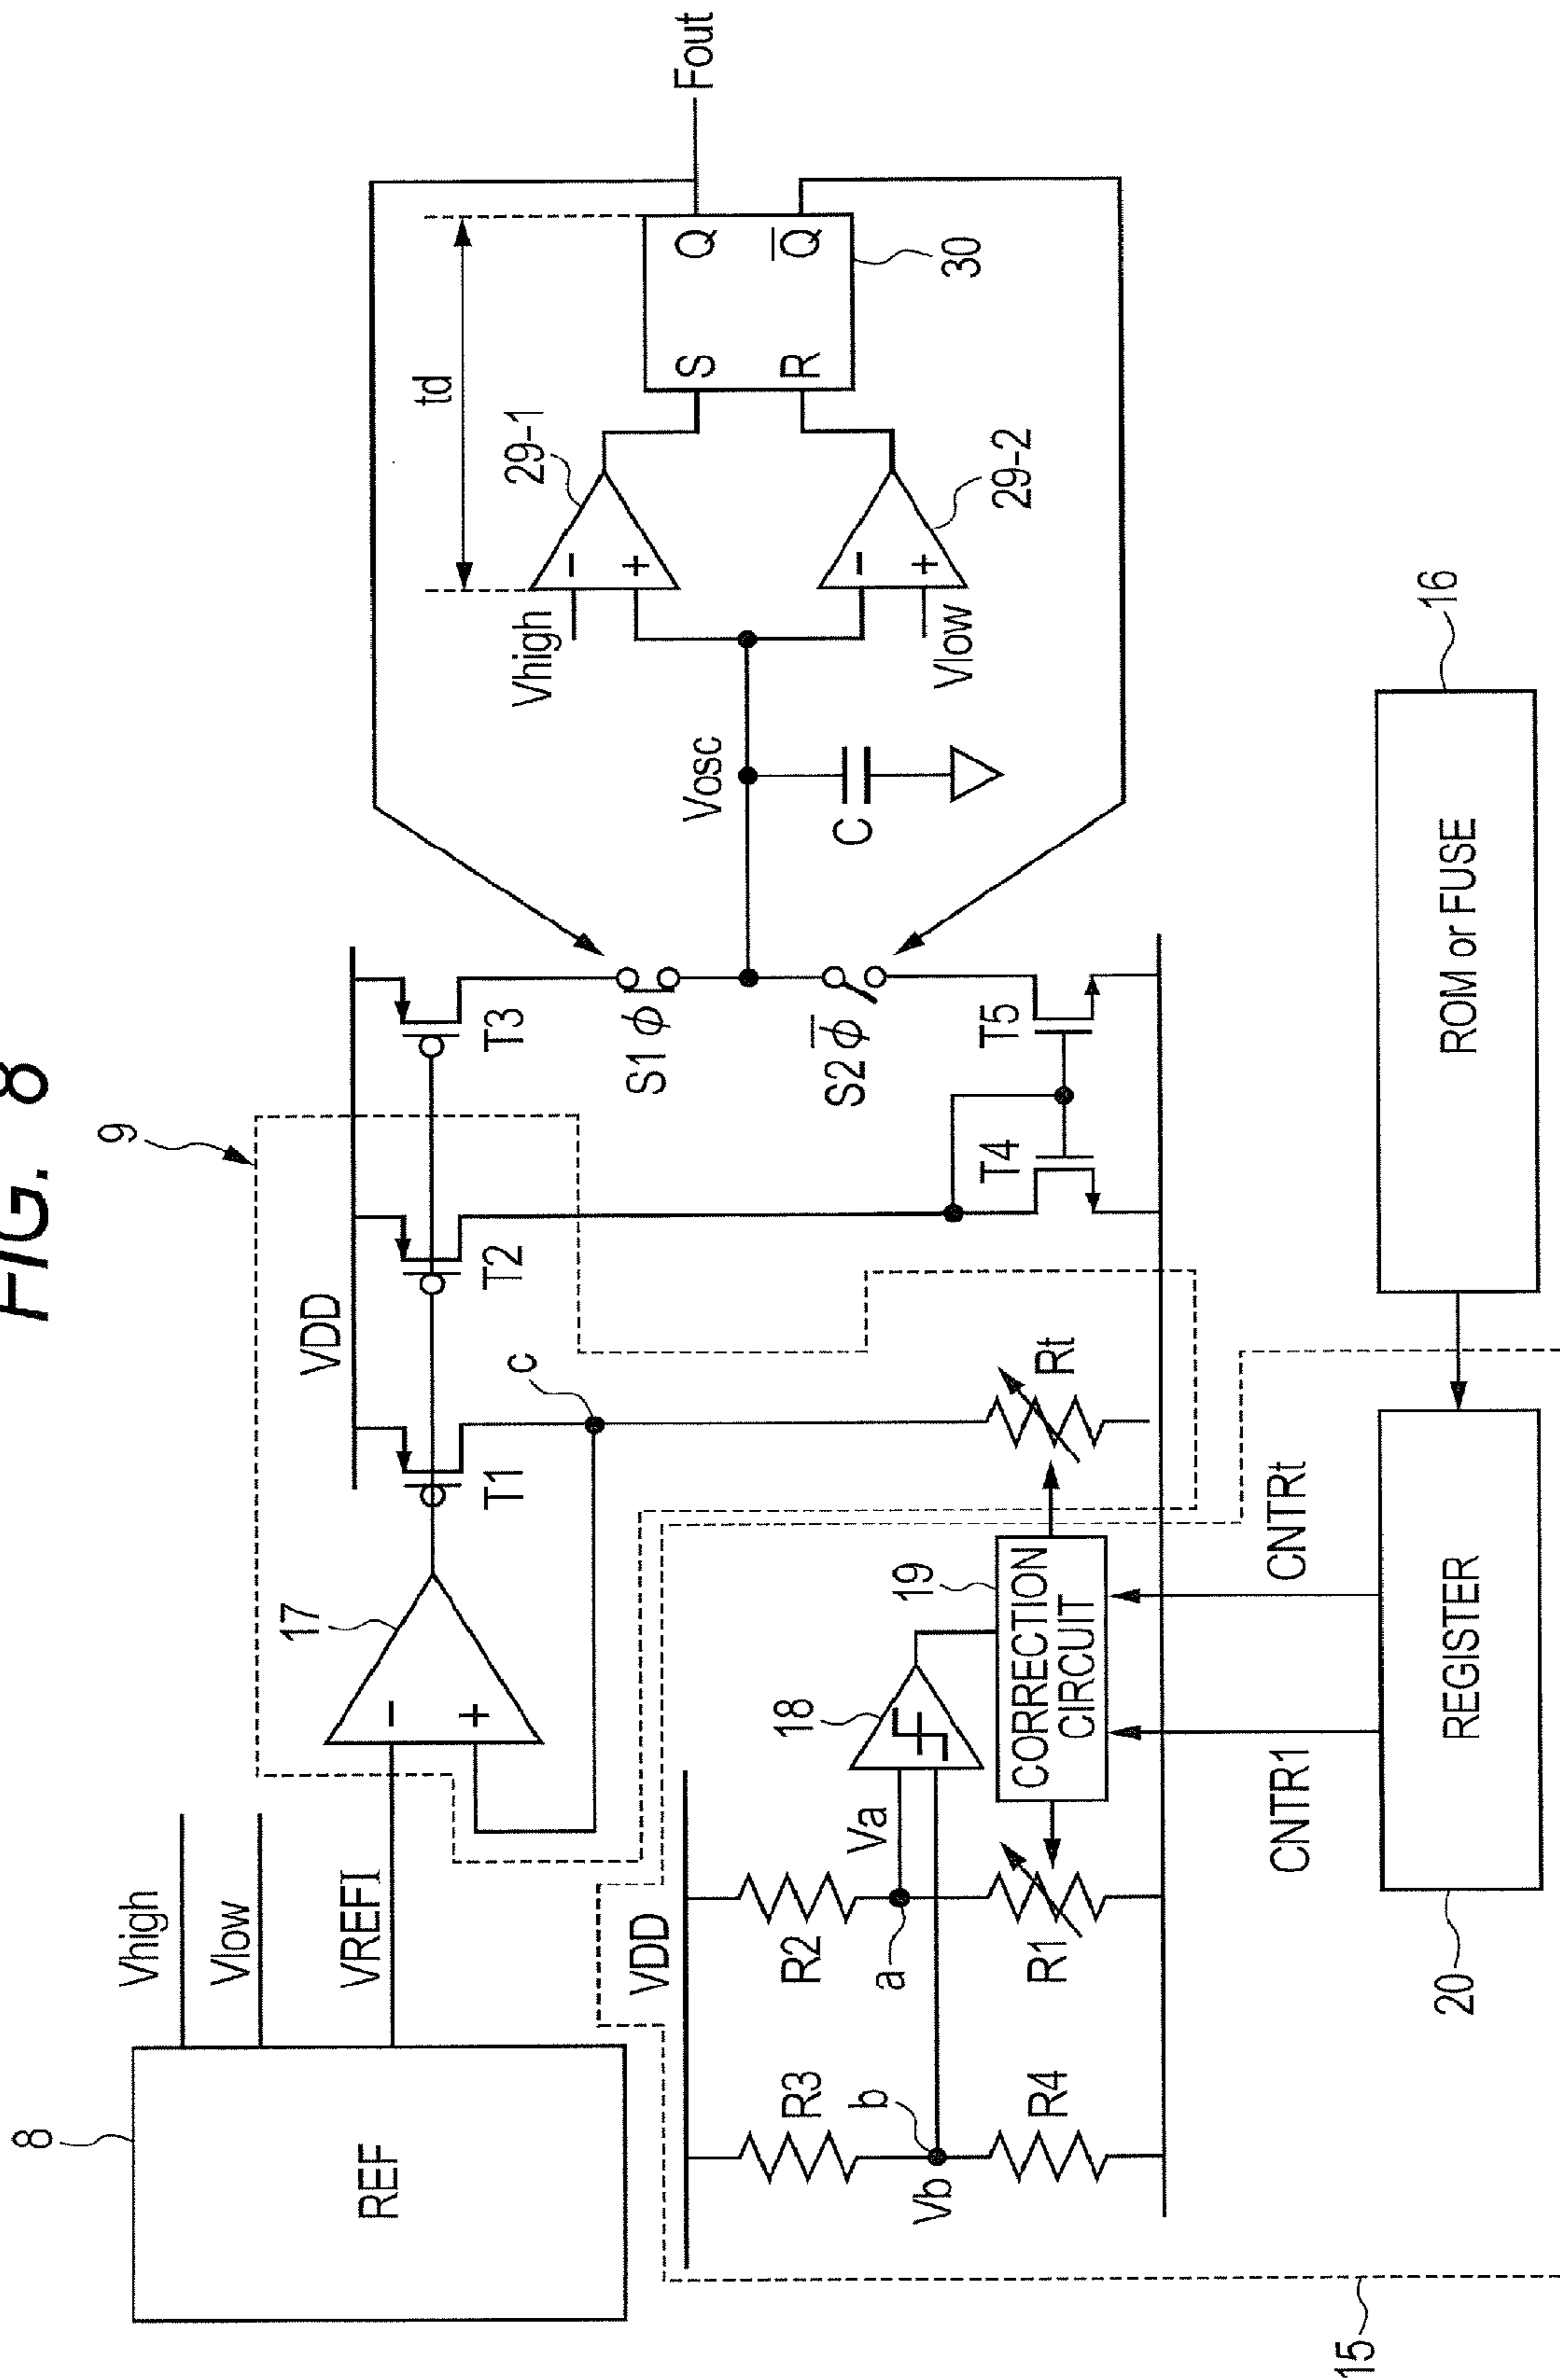 FIG. 8
8
REF
Vhigh
Vlow
VREFI
9
17
−
+
VDD
T1
T2
T3
c
Rt
T4
T5
S1 ϕ
S2 ϕ̅
Vosc
C
Vhigh
−
+
29-1
−
+
Vlow
29-2
td
S
R
Q
Q̅
30
Fout
VDD
R3
R4
Vb
b
R2
R1
a
Va
18
19
CORRECTION
CIRCUIT
CNTR1
CNTRt
REGISTER
20
ROM or FUSE
16
15